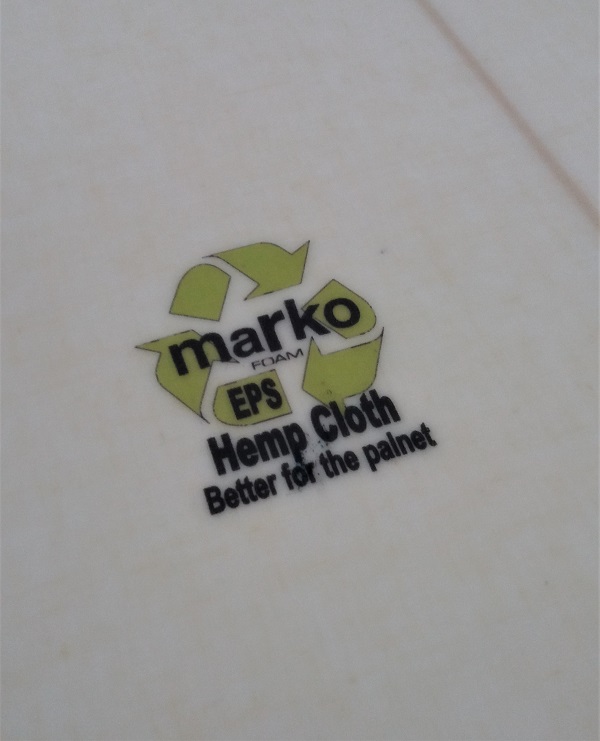 marko
FOAM
EPS
Hemp Cloth
Better for the palnet